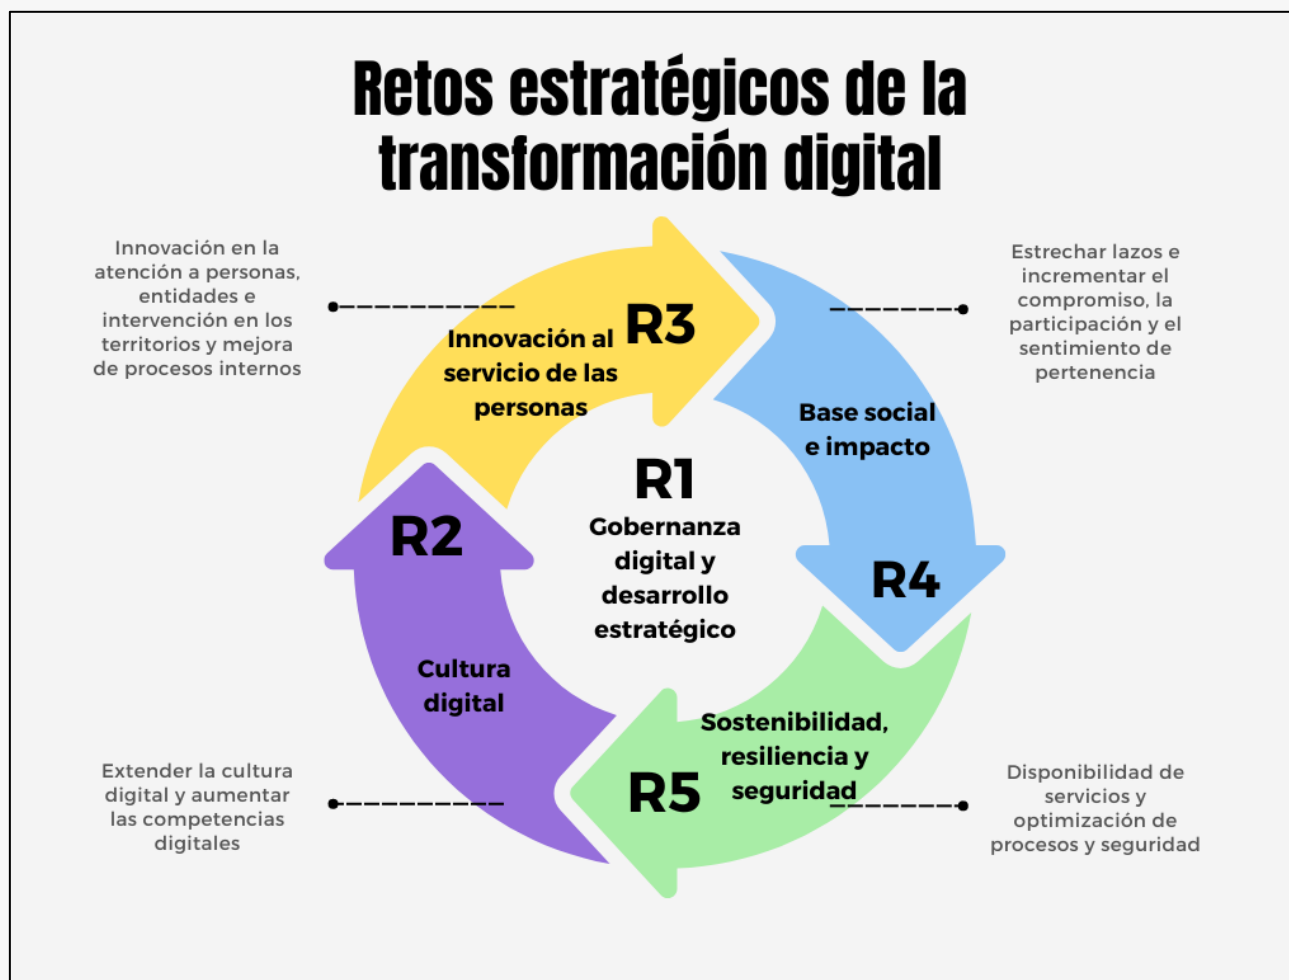 Retos estratégicos de la
transformación digital
Innovación en la
atención a personas,
entidades e
intervención en los
territorios y mejora
de procesos internos
Estrechar lazos e
incrementar el
compromiso, la
participación y el
sentimiento de
pertenencia
R3
Innovación al
servicio de las
personas
Base social
e impacto
R4
R1
Gobernanza
digital y
desarrollo
estratégico
R2
Cultura
digital
Sostenibilidad,
resiliencia y
seguridad
R5
Extender la cultura
digital y aumentar
las competencias
digitales
Disponibilidad de
servicios y
optimización de
procesos y seguridad